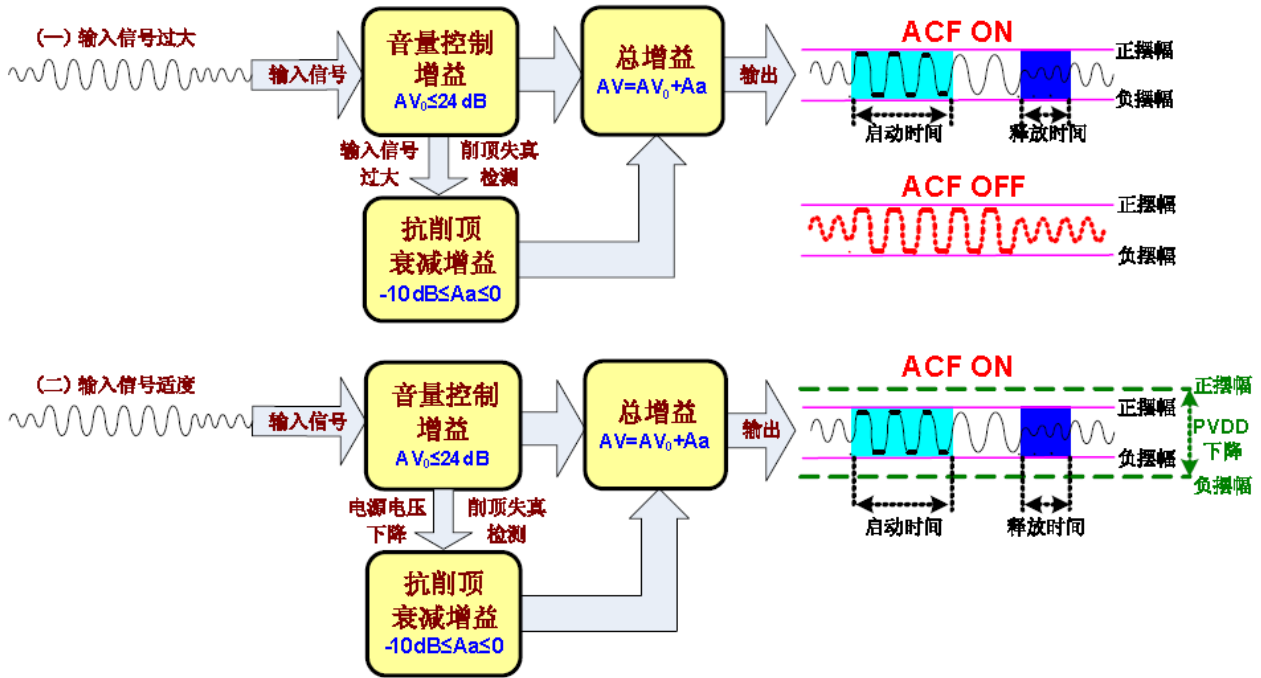 (一) 输入信号过大
输入信号
音量控制
增益
AV₀≤24 dB
总增益
AV=AV₀+Aa
输出
ACF ON
正摆幅
负摆幅
启动时间
释放时间
输入信号
过大
削顶失真
检测
抗削顶
衰减增益
-10dB≤Aa≤0
ACF OFF
正摆幅
负摆幅
(二) 输入信号适度
输入信号
音量控制
增益
AV₀≤24 dB
总增益
AV=AV₀+Aa
输出
ACF ON
正摆幅
正摆幅
PVDD
下降
负摆幅
负摆幅
启动时间
释放时间
电源电压
下降
削顶失真
检测
抗削顶
衰减增益
-10dB≤Aa≤0